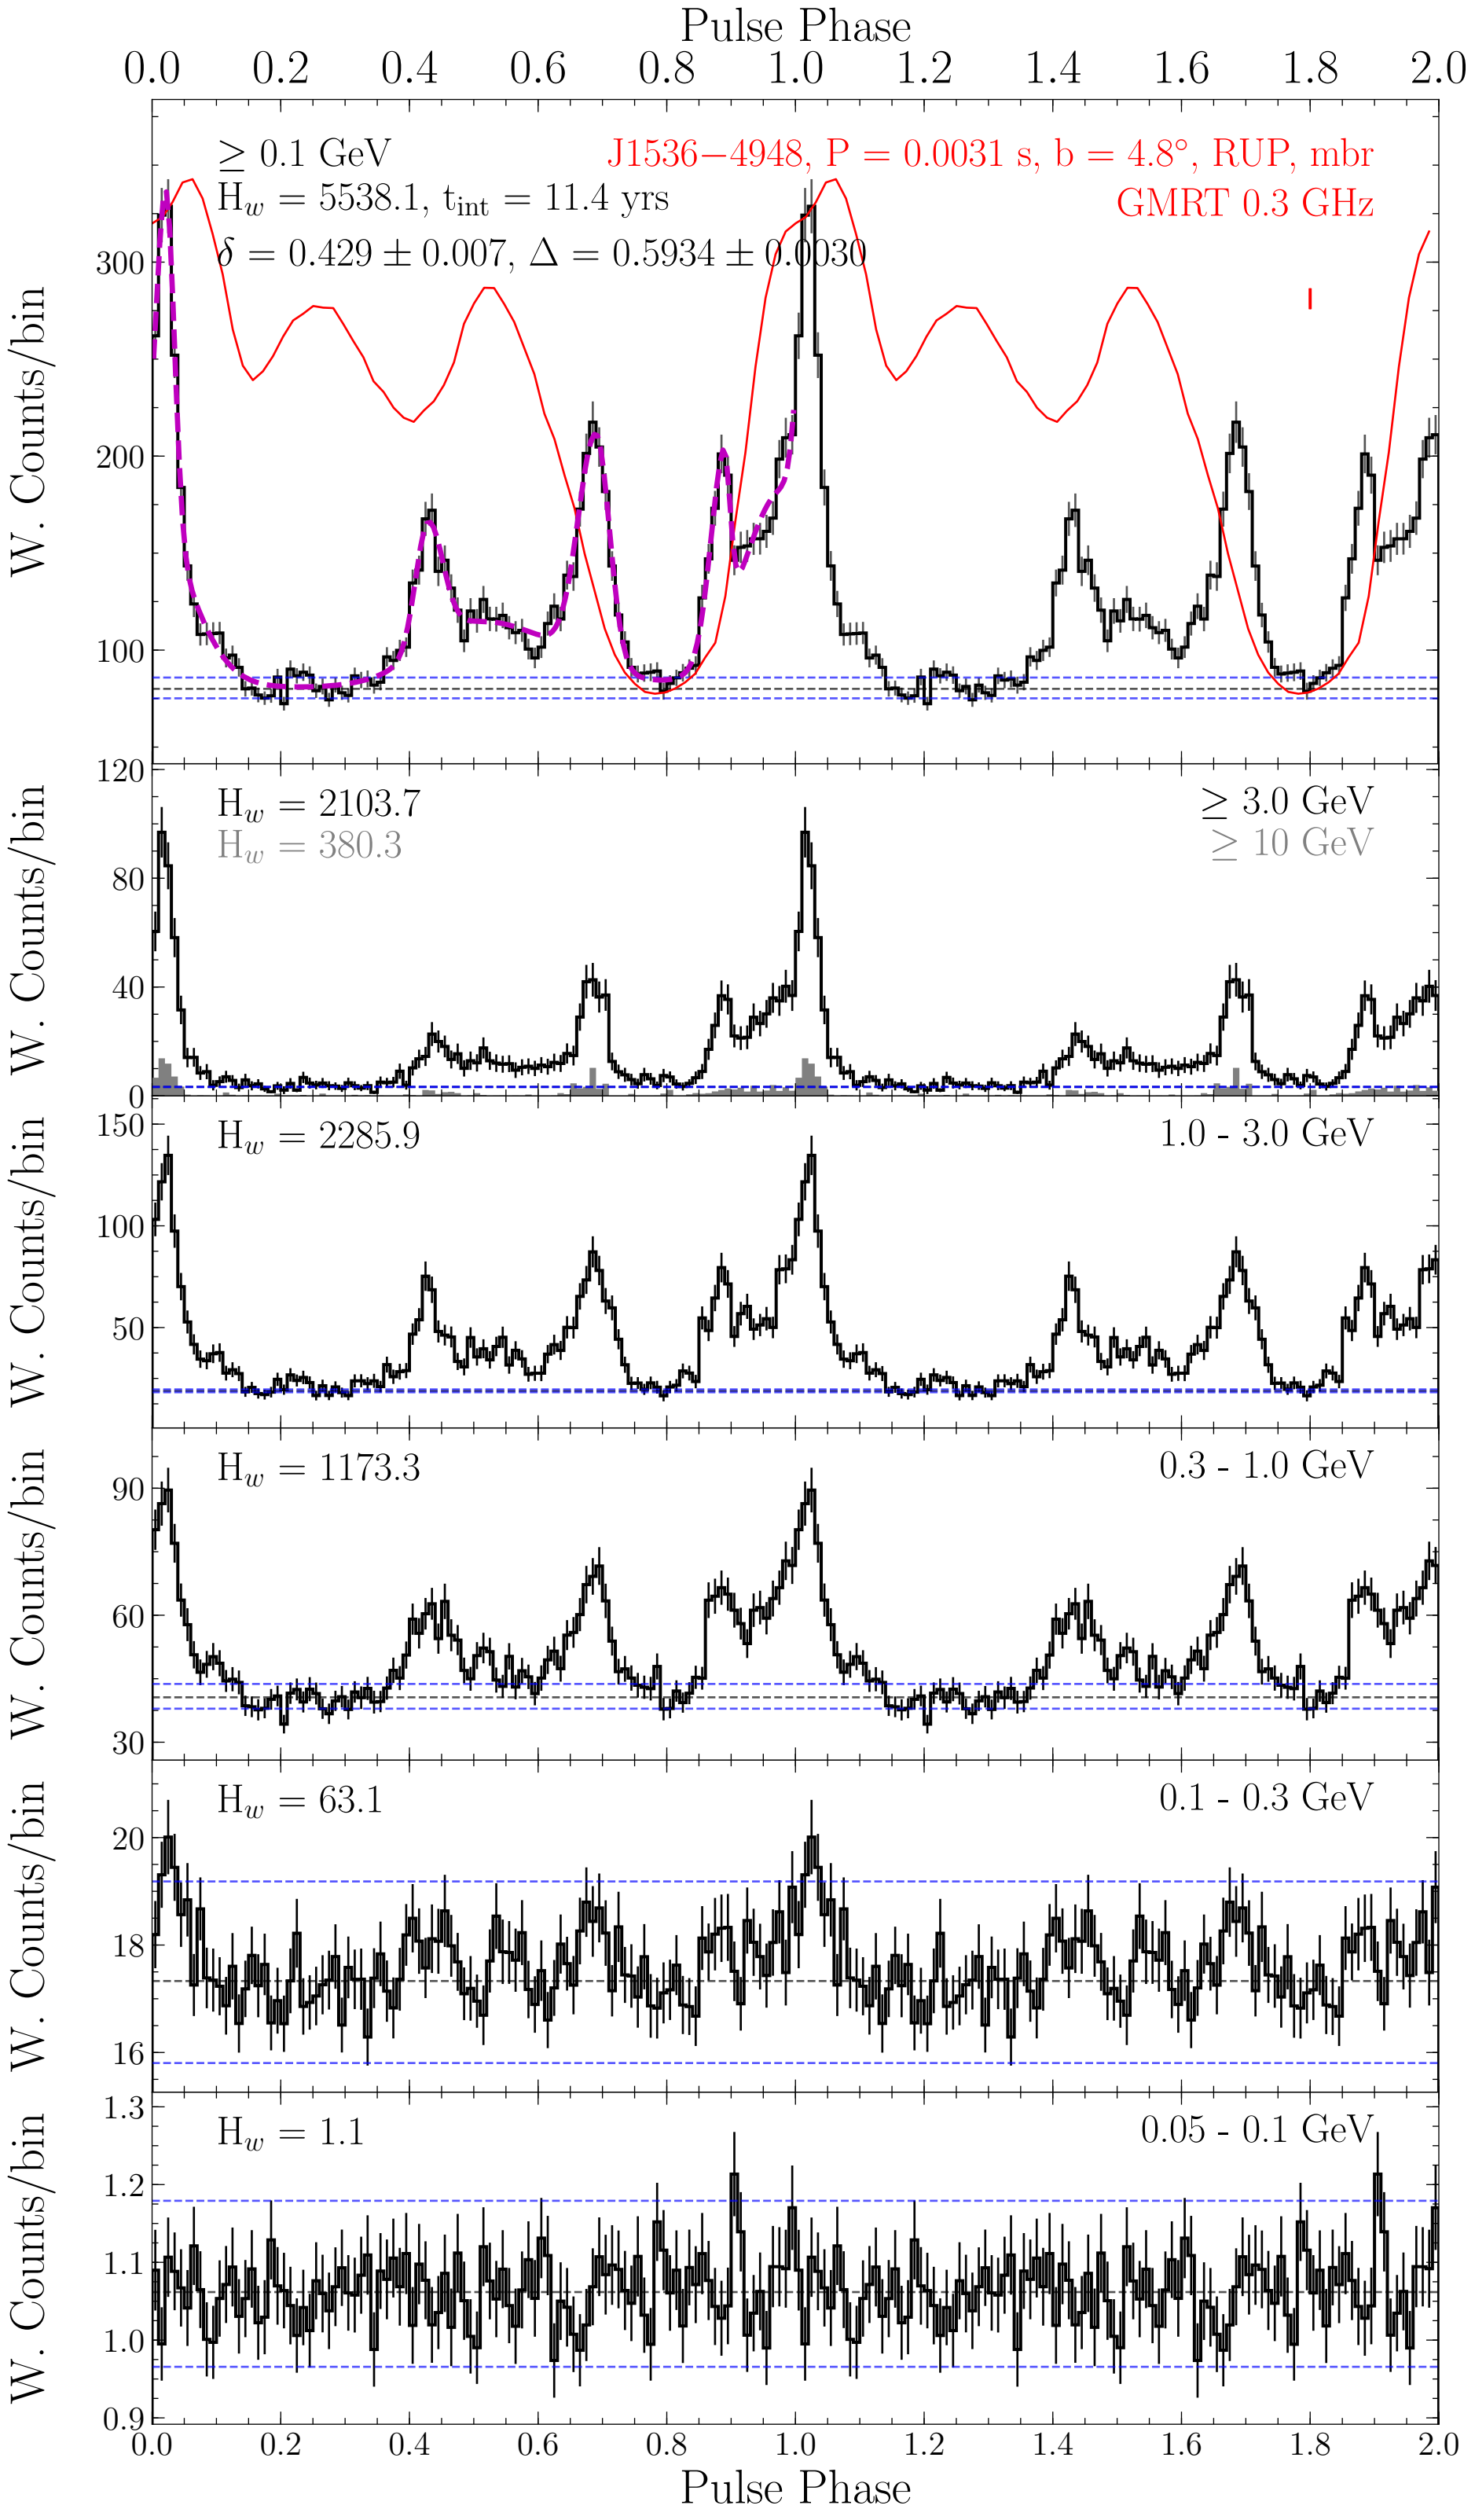 Pulse Phase
0.0 0.2 0.4 0.6 0.8 1.0 1.2 1.4 1.6 1.8 2.0
≥ 0.1 GeV
J1536−4948, P = 0.0031 s, b = 4.8°, RUP, mbr
H_w = 5538.1, t_int = 11.4 yrs
GMRT 0.3 GHz
δ = 0.429 ± 0.007, Δ = 0.5934 ± 0.0030
300
200
100
W. Counts/bin
120
H_w = 2103.7
≥ 3.0 GeV
H_w = 380.3
≥ 10 GeV
80
40
0
W. Counts/bin
150
H_w = 2285.9
1.0 - 3.0 GeV
100
50
W. Counts/bin
H_w = 1173.3
0.3 - 1.0 GeV
90
60
30
W. Counts/bin
H_w = 63.1
0.1 - 0.3 GeV
20
18
16
W. Counts/bin
1.3
H_w = 1.1
0.05 - 0.1 GeV
1.2
1.1
1.0
0.9
W. Counts/bin
0.0 0.2 0.4 0.6 0.8 1.0 1.2 1.4 1.6 1.8 2.0
Pulse Phase